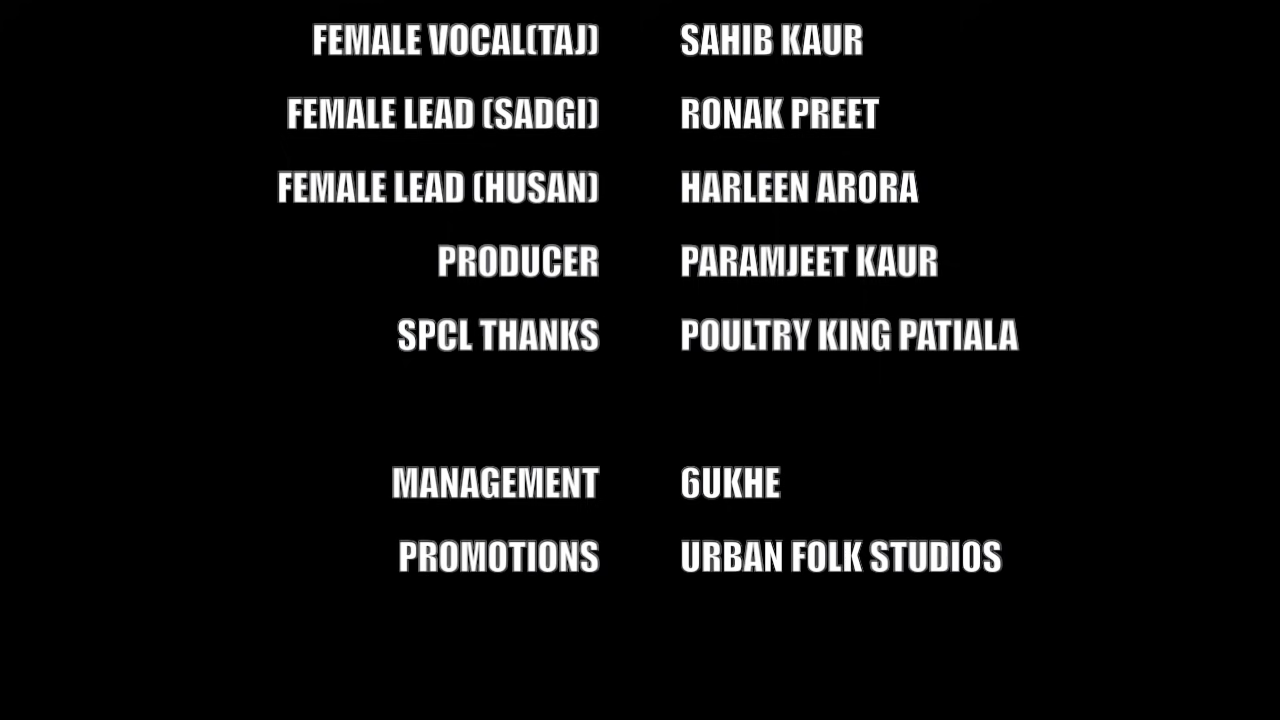 FEMALE VOCAL(TAJ) SAHIB KAUR
FEMALE LEAD (SADGI) RONAK PREET
FEMALE LEAD (HUSAN) HARLEEN ARORA
PRODUCER PARAMJEET KAUR
SPCL THANKS POULTRY KING PATIALA
MANAGEMENT 6UKHE
PROMOTIONS URBAN FOLK STUDIOS